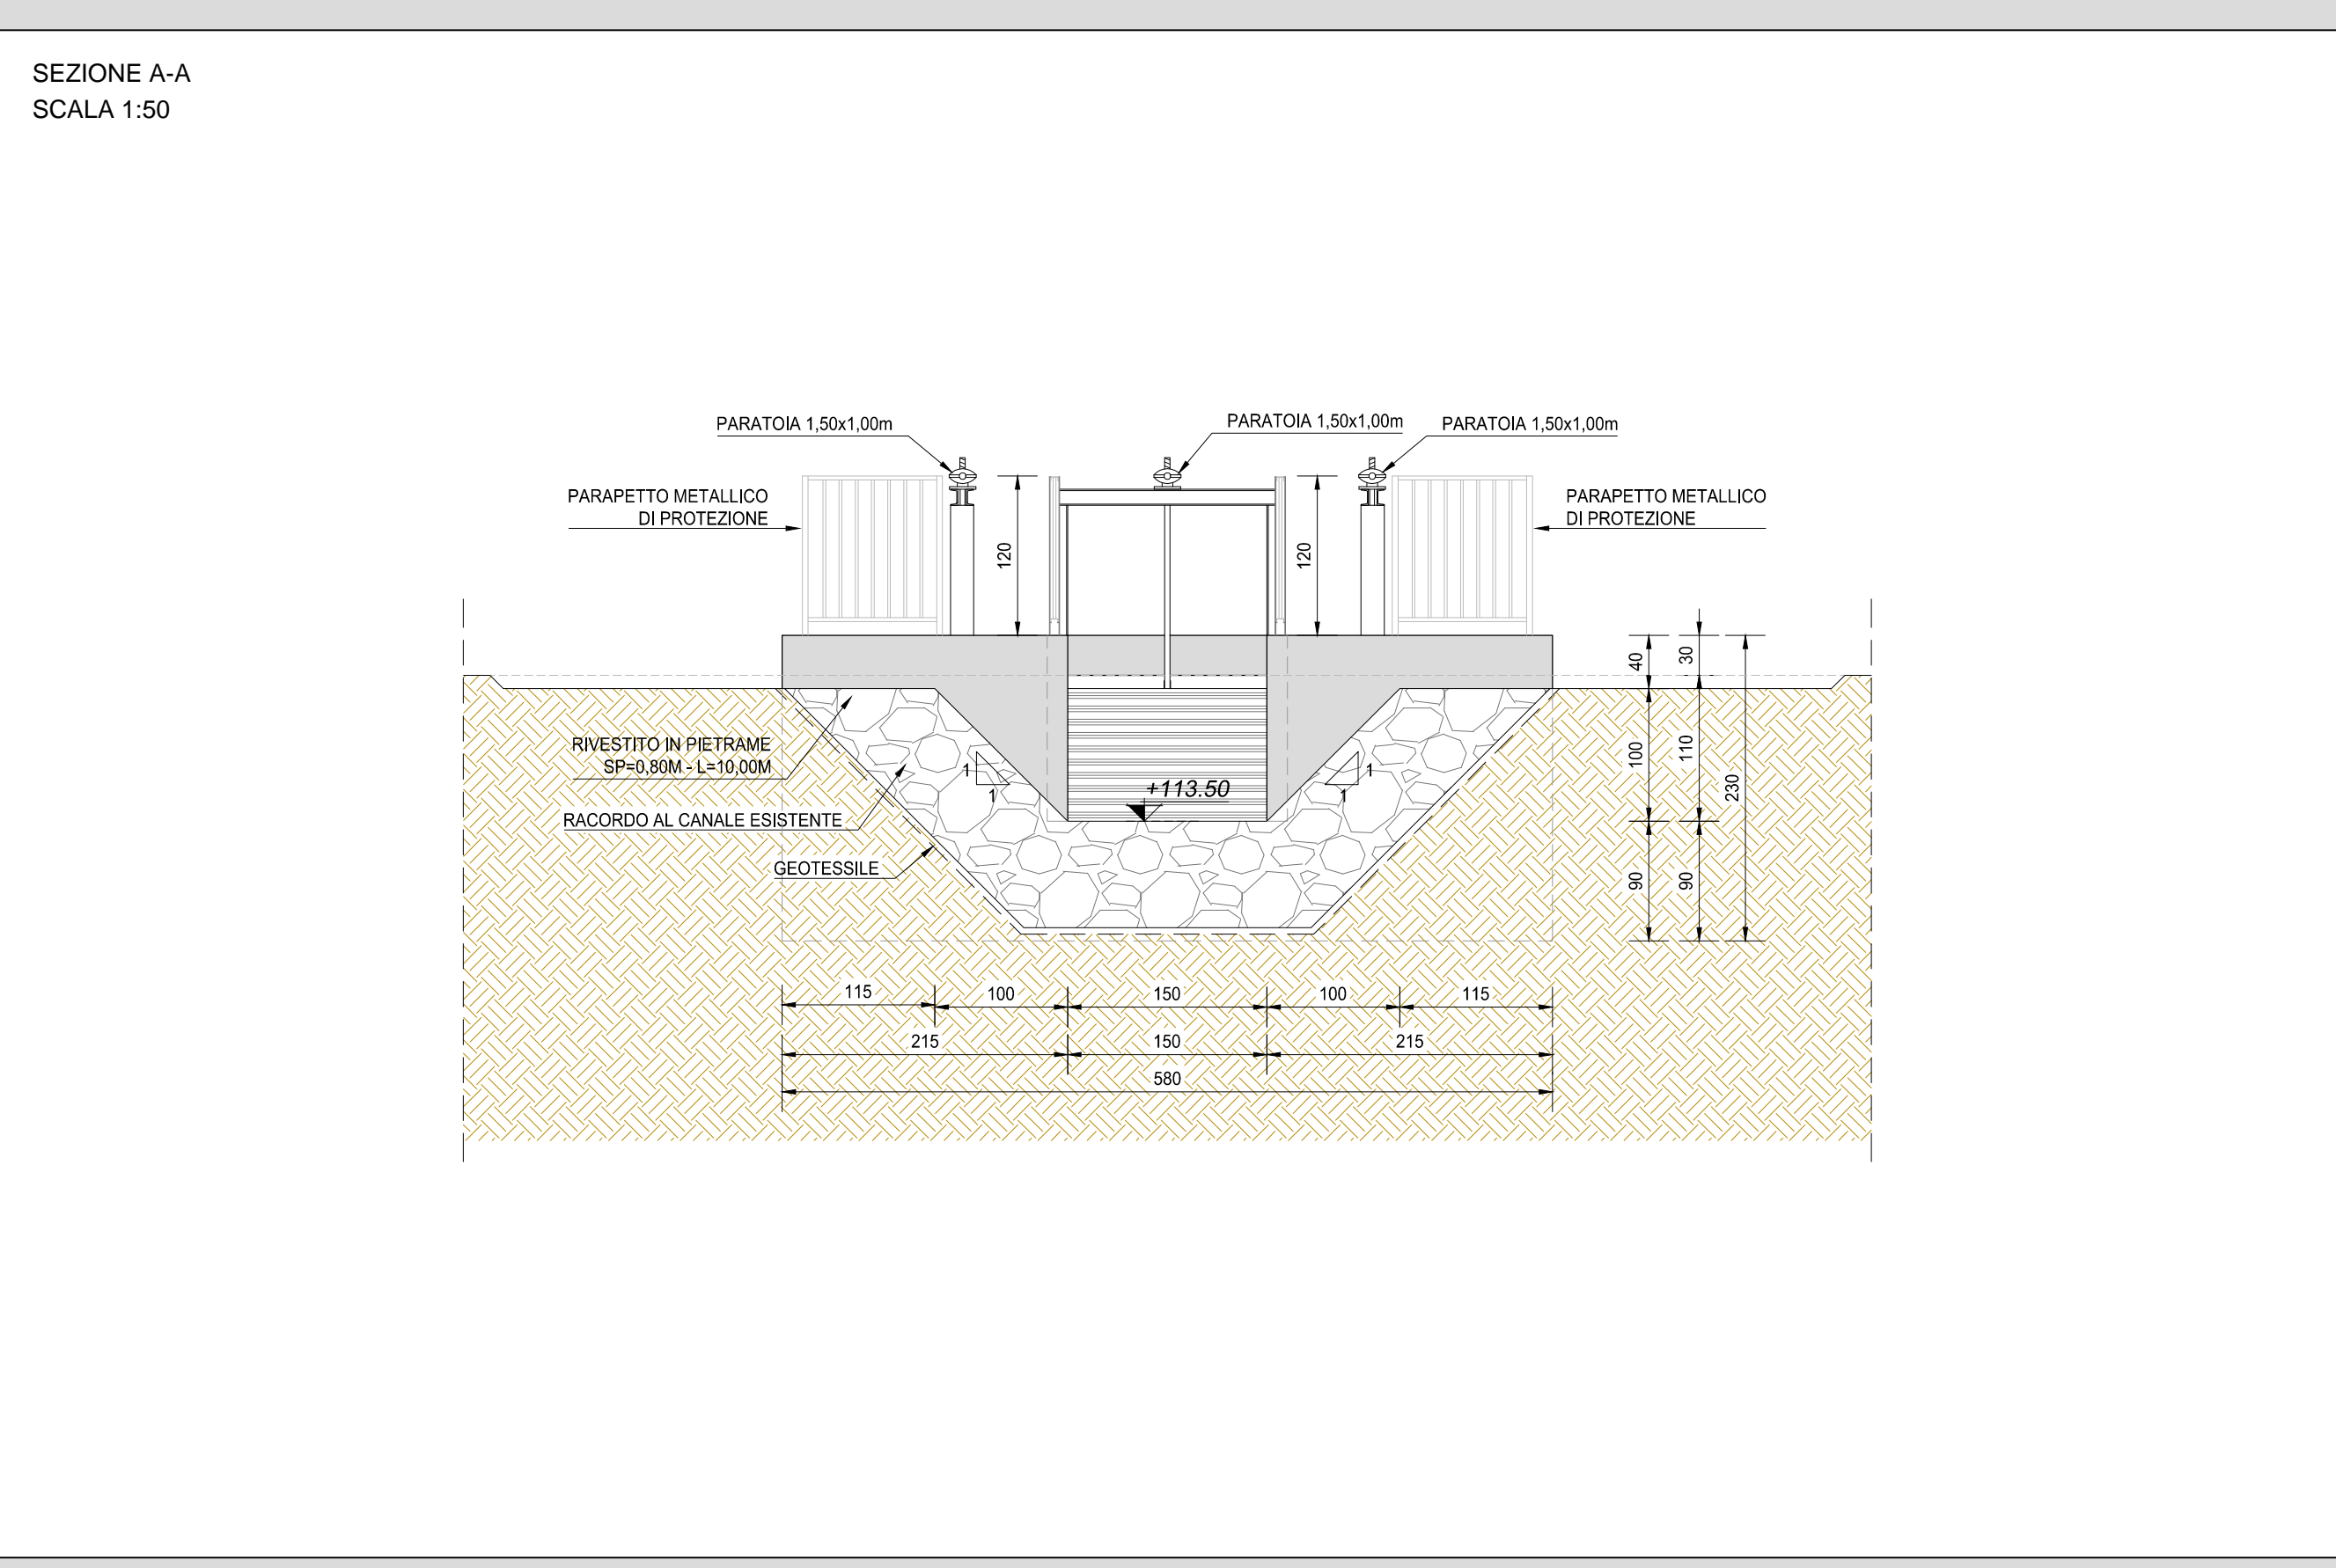 SEZIONE A-A
SCALA 1:50
PARATOIA 1,50x1,00m
PARATOIA 1,50x1,00m
PARATOIA 1,50x1,00m
PARAPETTO METALLICO
DI PROTEZIONE
PARAPETTO METALLICO
DI PROTEZIONE
120
120
40
30
RIVESTITO IN PIETRAME
SP=0,80M - L=10,00M
1
1
1
1
100
110
230
+113.50
RACORDO AL CANALE ESISTENTE
GEOTESSILE
90
90
115
100
150
100
115
215
150
215
580